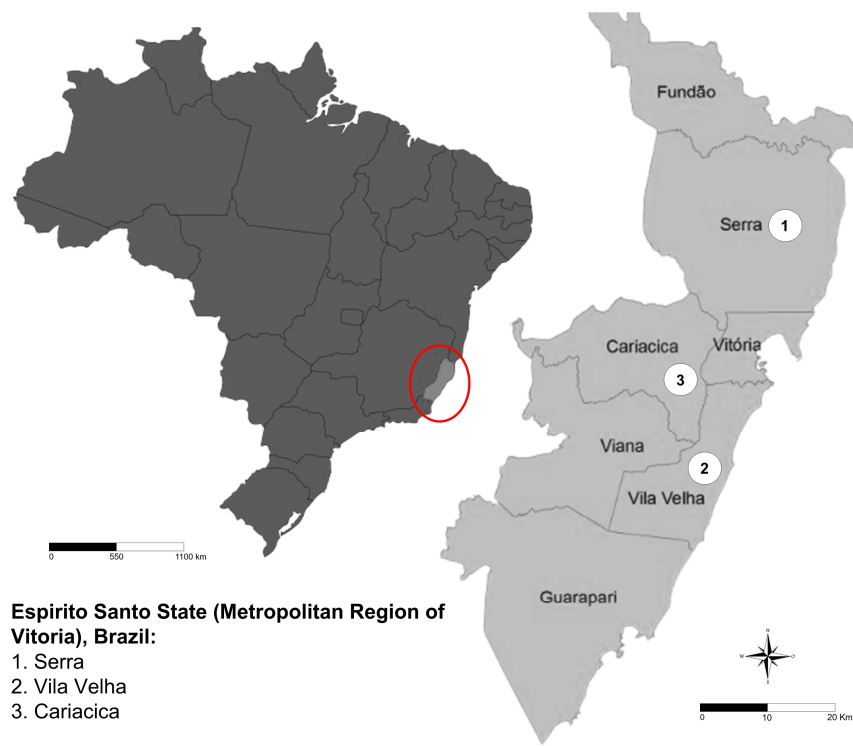 Fundão
Serra
1
Cariacica
Vitória
3
Viana
2
Vila Velha
Guarapari
0 550 1100 km
Espirito Santo State (Metropolitan Region of
Vitoria), Brazil:
1. Serra
2. Vila Velha
3. Cariacica
N
W O
S
0 10 20 Km